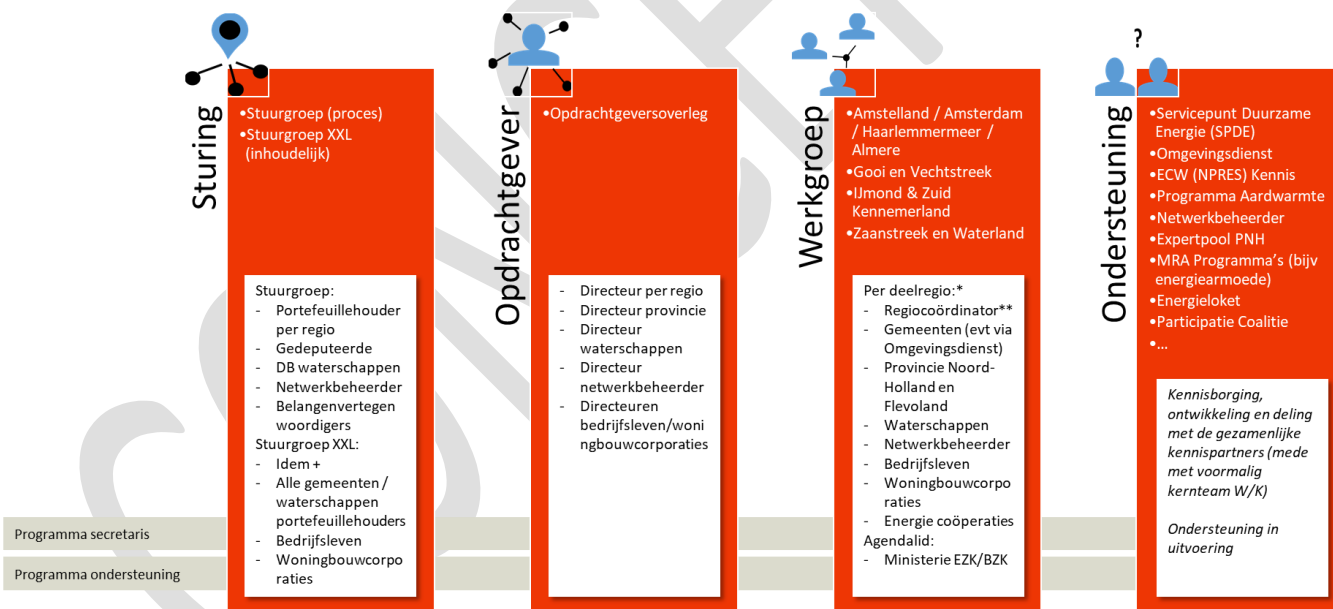 Sturing
•Stuurgroep (proces)
•Stuurgroep XXL
(inhoudelijk)
Stuurgroep:
- Portefeuillehouder
per regio
- Gedeputeerde
- DB waterschappen
- Netwerkbeheerder
- Belangenvertegen
woordigers
Stuurgroep XXL:
- Idem +
- Alle gemeenten /
waterschappen
portefeuillehouders
- Bedrijfsleven
- Woningbouwcorpo
raties
Opdrachtgever
•Opdrachtgeversoverleg
- Directeur per regio
- Directeur provincie
- Directeur
waterschappen
- Directeur
netwerkbeheerder
- Directeuren
bedrijfsleven/woni
ngbouwcorporaties
Werkgroep
•Amstelland / Amsterdam
/ Haarlemmermeer /
Almere
•Gooi en Vechtstreek
•IJmond & Zuid
Kennemerland
•Zaanstreek en Waterland
Per deelregio:*
- Regiocoördinator**
- Gemeenten (evt via
Omgevingsdienst)
- Provincie Noord-
Holland en
Flevoland
- Waterschappen
- Netwerkbeheerder
- Bedrijfsleven
- Woningbouwcorpo
raties
- Energie coöperaties
Agendalid:
- Ministerie EZK/BZK
?
Ondersteuning
•Servicepunt Duurzame
Energie (SPDE)
•Omgevingsdienst
•ECW (NPRES) Kennis
•Programma Aardwarmte
•Netwerkbeheerder
•Expertpool PNH
•MRA Programma's (bijv
energiearmoede)
•Energieloket
•Participatie Coalitie
•...
Kennisborging,
ontwikkeling en deling
met de gezamenlijke
kennispartners (mede
met voormalig
kernteam W/K)
Ondersteuning in
uitvoering
Programma secretaris
Programma ondersteuning